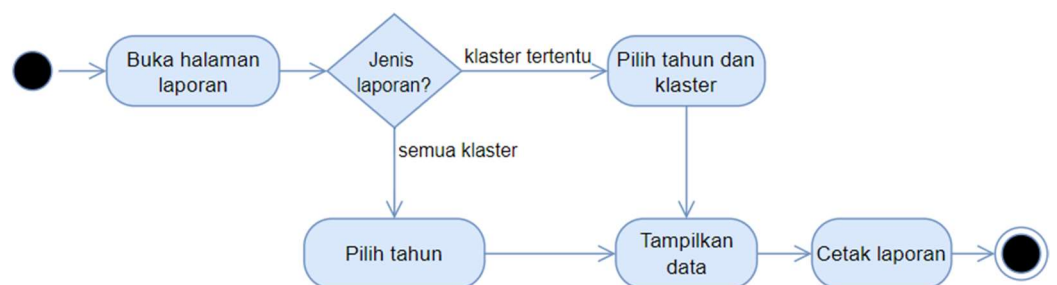 Buka halaman
laporan
Jenis
laporan?
klaster tertentu
Pilih tahun dan
klaster
semua klaster
Pilih tahun
Tampilkan
data
Cetak laporan